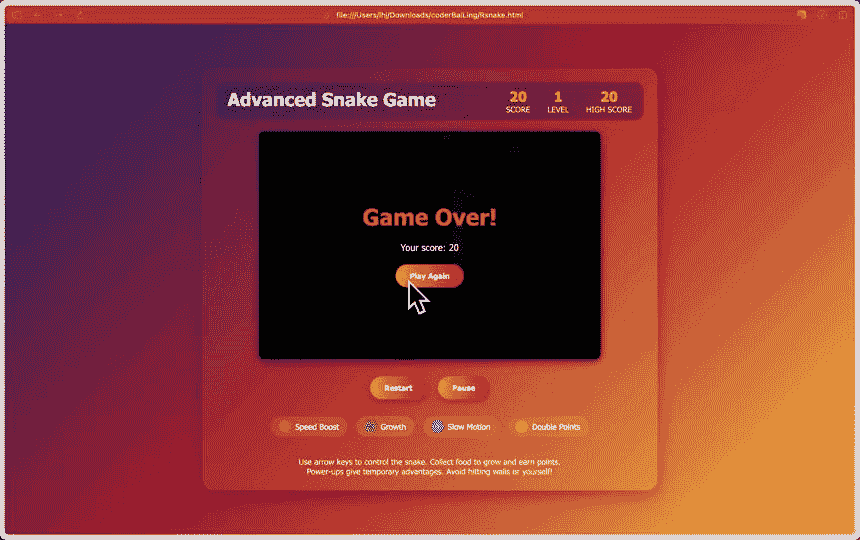 file:///Users/lhj/Downloads/coderBaiLing/Rsnake.html
Advanced Snake Game
20 1 20
SCORE LEVEL HIGH SCORE
Game Over!
Your score: 20
Play Again
Restart Pause
Speed Boost Growth Slow Motion Double Points
Use arrow keys to control the snake. Collect food to grow and earn points.
Power-ups give temporary advantages. Avoid hitting walls or yourself!